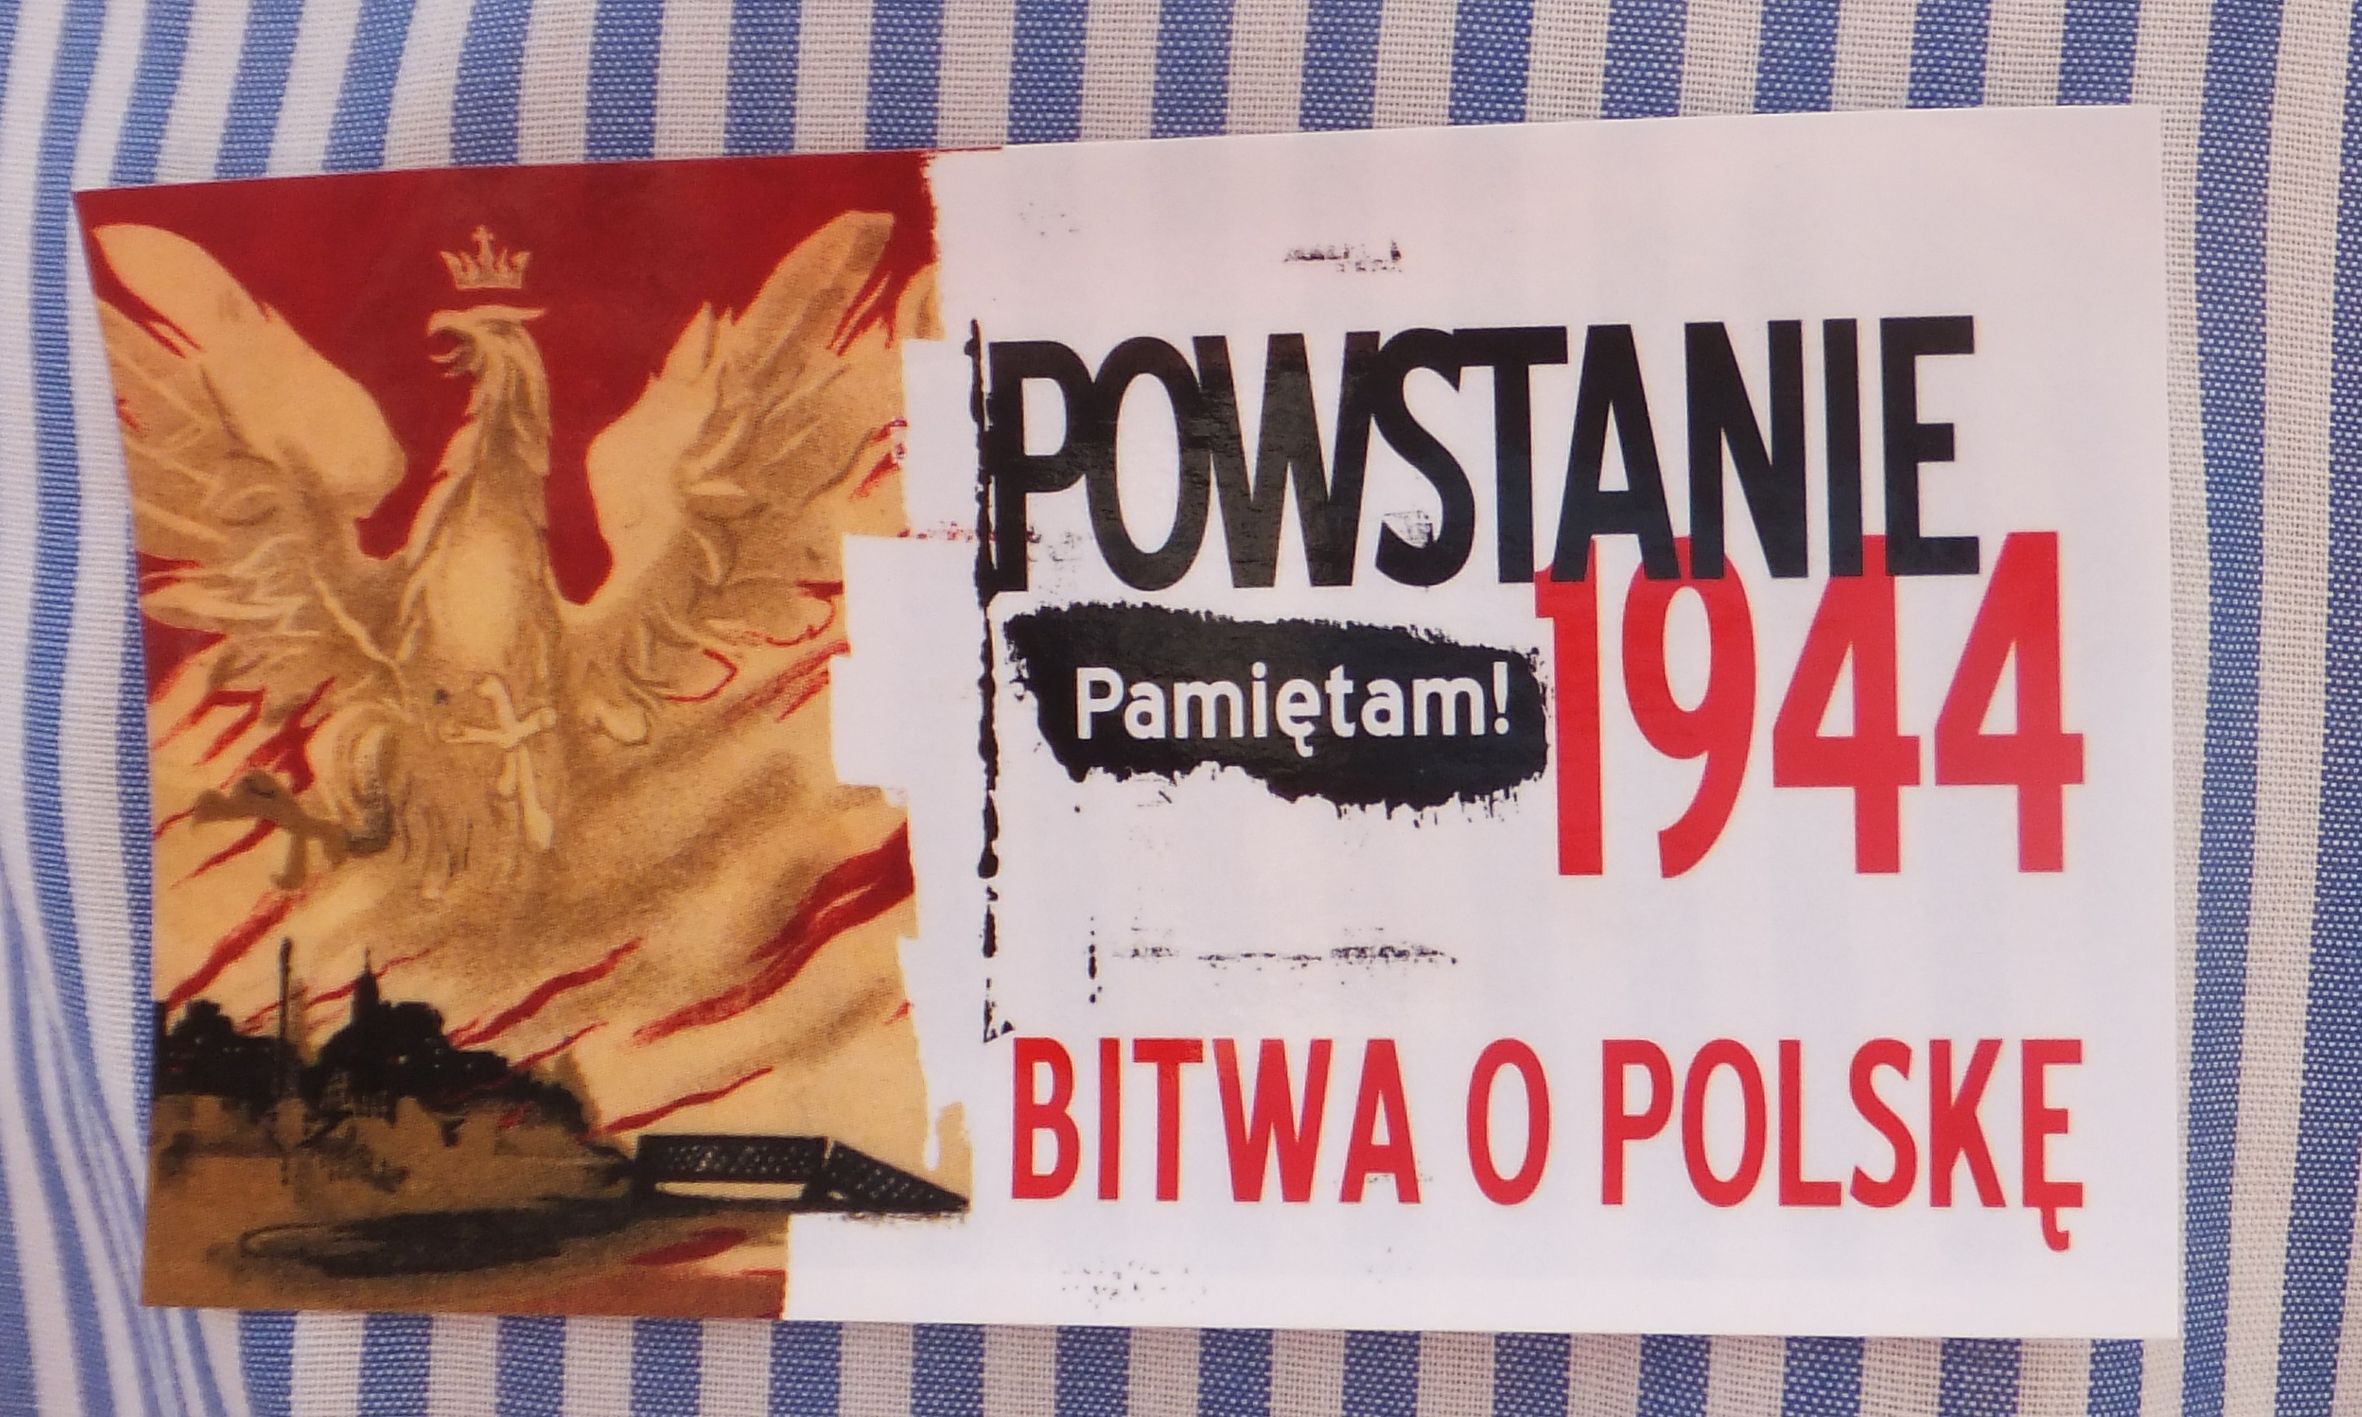 POWSTANIE
Pamiętam! 1944
BITWA O POLSKĘ